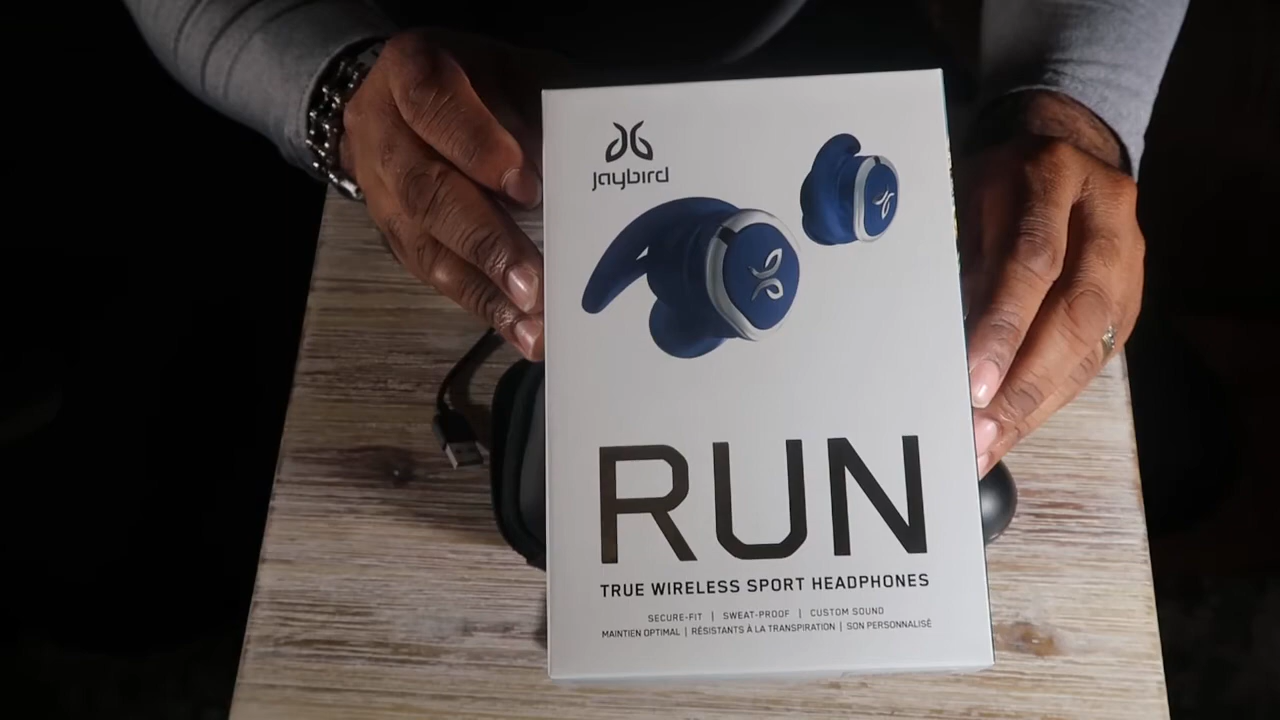 Jaybird
RUN
TRUE WIRELESS SPORT HEADPHONES
SECURE-FIT | SWEAT-PROOF | CUSTOM SOUND
MAINTIEN OPTIMAL | RÉSISTANTS À LA TRANSPIRATION | SON PERSONNALISÉ